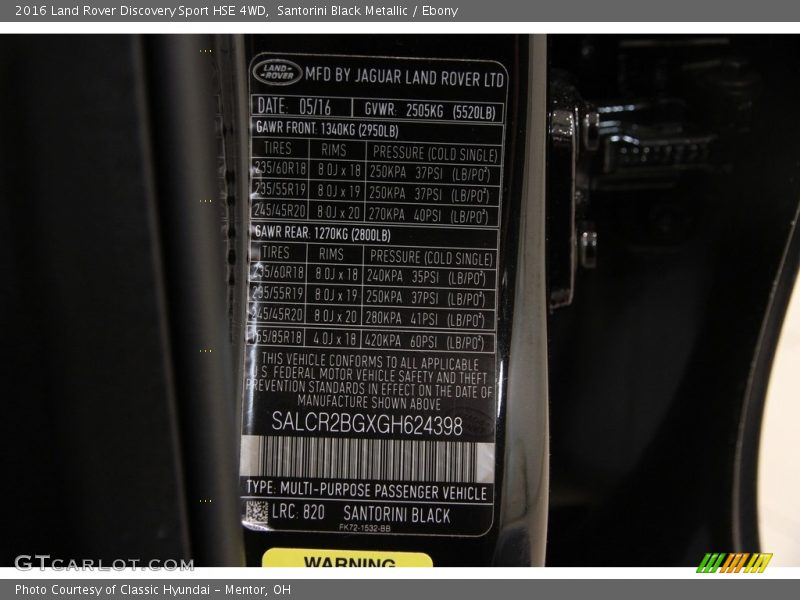 2016 Land Rover Discovery Sport HSE 4WD, Santorini Black Metallic / Ebony
LAND-ROVER MFD BY JAGUAR LAND ROVER LTD
DATE: 05/16 GVWR: 2505KG (5520LB)
GAWR FRONT: 1340KG (2950LB)
TIRES RIMS PRESSURE (COLD SINGLE)
235/60R18 8.0J x 18 250KPA 37PSI (LB/PO²)
235/55R19 8.0J x 19 250KPA 37PSI (LB/PO²)
245/45R20 8.0J x 20 270KPA 40PSI (LB/PO²)
GAWR REAR: 1270KG (2800LB)
TIRES RIMS PRESSURE (COLD SINGLE)
235/60R18 8.0J x 18 240KPA 35PSI (LB/PO²)
235/55R19 8.0J x 19 250KPA 37PSI (LB/PO²)
245/45R20 8.0J x 20 280KPA 41PSI (LB/PO²)
155/85R18 4.0J x 18 420KPA 60PSI (LB/PO²)
THIS VEHICLE CONFORMS TO ALL APPLICABLE
U.S. FEDERAL MOTOR VEHICLE SAFETY AND THEFT
PREVENTION STANDARDS IN EFFECT ON THE DATE OF
MANUFACTURE SHOWN ABOVE
SALCR2BGXGH624398
TYPE: MULTI-PURPOSE PASSENGER VEHICLE
LRC: 820 SANTORINI BLACK
FK72-1532-BB
WARNING
GTCARLOT.COM
Photo Courtesy of Classic Hyundai - Mentor, OH